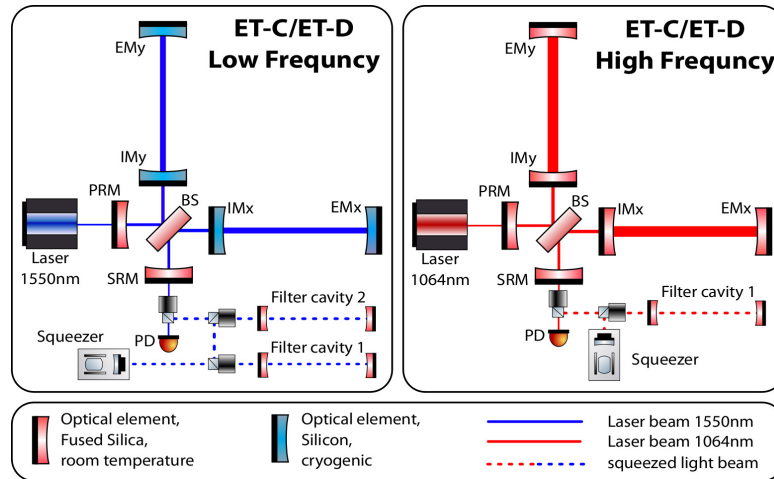 ET-C/ET-D
Low Frequncy
EMy
IMy
PRM
BS
IMx
EMx
Laser
1550nm
SRM
Filter cavity 2
Squeezer
PD
Filter cavity 1
ET-C/ET-D
High Frequncy
EMy
IMy
PRM
BS
IMx
EMx
Laser
1064nm
SRM
Filter cavity 1
PD
Squeezer
Optical element,
Fused Silica,
room temperature
Optical element,
Silicon,
cryogenic
Laser beam 1550nm
Laser beam 1064nm
squeezed light beam